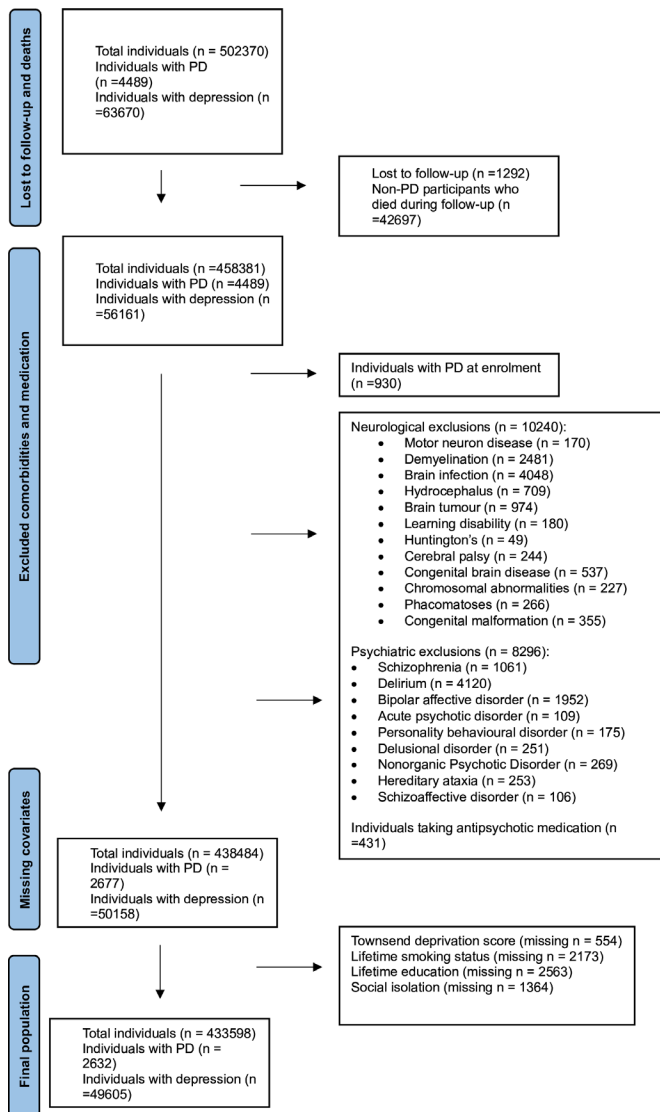 Lost to follow-up and deaths
Total individuals (n = 502370)
Individuals with PD
(n =4489)
Individuals with depression (n
=63670)
Lost to follow-up (n =1292)
Non-PD participants who
died during follow-up (n
=42697)
Excluded comorbidities and medication
Total individuals (n =458381)
Individuals with PD (n =4489)
Individuals with depression (n =
56161)
Individuals with PD at enrolment
(n =930)
Neurological exclusions (n = 10240):
• Motor neuron disease (n = 170)
• Demyelination (n = 2481)
• Brain infection (n = 4048)
• Hydrocephalus (n = 709)
• Brain tumour (n = 974)
• Learning disability (n = 180)
• Huntington's (n = 49)
• Cerebral palsy (n = 244)
• Congenital brain disease (n = 537)
• Chromosomal abnormalities (n = 227)
• Phacomatoses (n = 266)
• Congenital malformation (n = 355)
Psychiatric exclusions (n = 8296):
• Schizophrenia (n = 1061)
• Delirium (n = 4120)
• Bipolar affective disorder (n = 1952)
• Acute psychotic disorder (n = 109)
• Personality behavioural disorder (n = 175)
• Delusional disorder (n = 251)
• Nonorganic Psychotic Disorder (n = 269)
• Hereditary ataxia (n = 253)
• Schizoaffective disorder (n = 106)
Individuals taking antipsychotic medication (n
=431)
Missing covariates
Total individuals (n = 438484)
Individuals with PD (n =
2677)
Individuals with depression (n
=50158)
Townsend deprivation score (missing n = 554)
Lifetime smoking status (missing n = 2173)
Lifetime education (missing n = 2563)
Social isolation (missing n = 1364)
Final population
Total individuals (n = 433598)
Individuals with PD (n =
2632)
Individuals with depression (n
=49605)